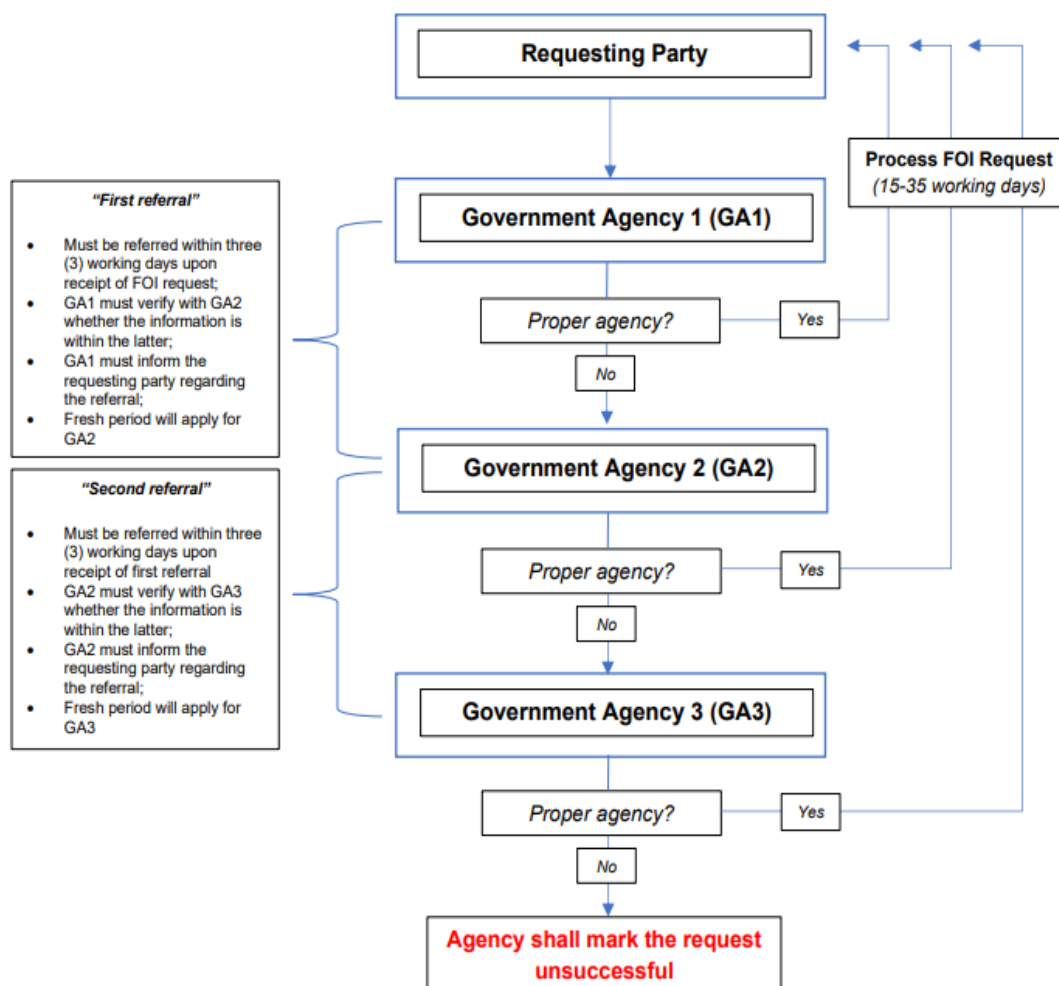 Requesting Party
Process FOI Request
(15-35 working days)
“First referral”
• Must be referred within three
(3) working days upon
receipt of FOI request;
• GA1 must verify with GA2
whether the information is
within the latter;
• GA1 must inform the
requesting party regarding
the referral;
• Fresh period will apply for
GA2
Government Agency 1 (GA1)
Proper agency?
Yes
No
Government Agency 2 (GA2)
“Second referral”
• Must be referred within three
(3) working days upon
receipt of first referral
• GA2 must verify with GA3
whether the information is
within the latter;
• GA2 must inform the
requesting party regarding
the referral;
• Fresh period will apply for
GA3
Proper agency?
Yes
No
Government Agency 3 (GA3)
Proper agency?
Yes
No
Agency shall mark the request
unsuccessful